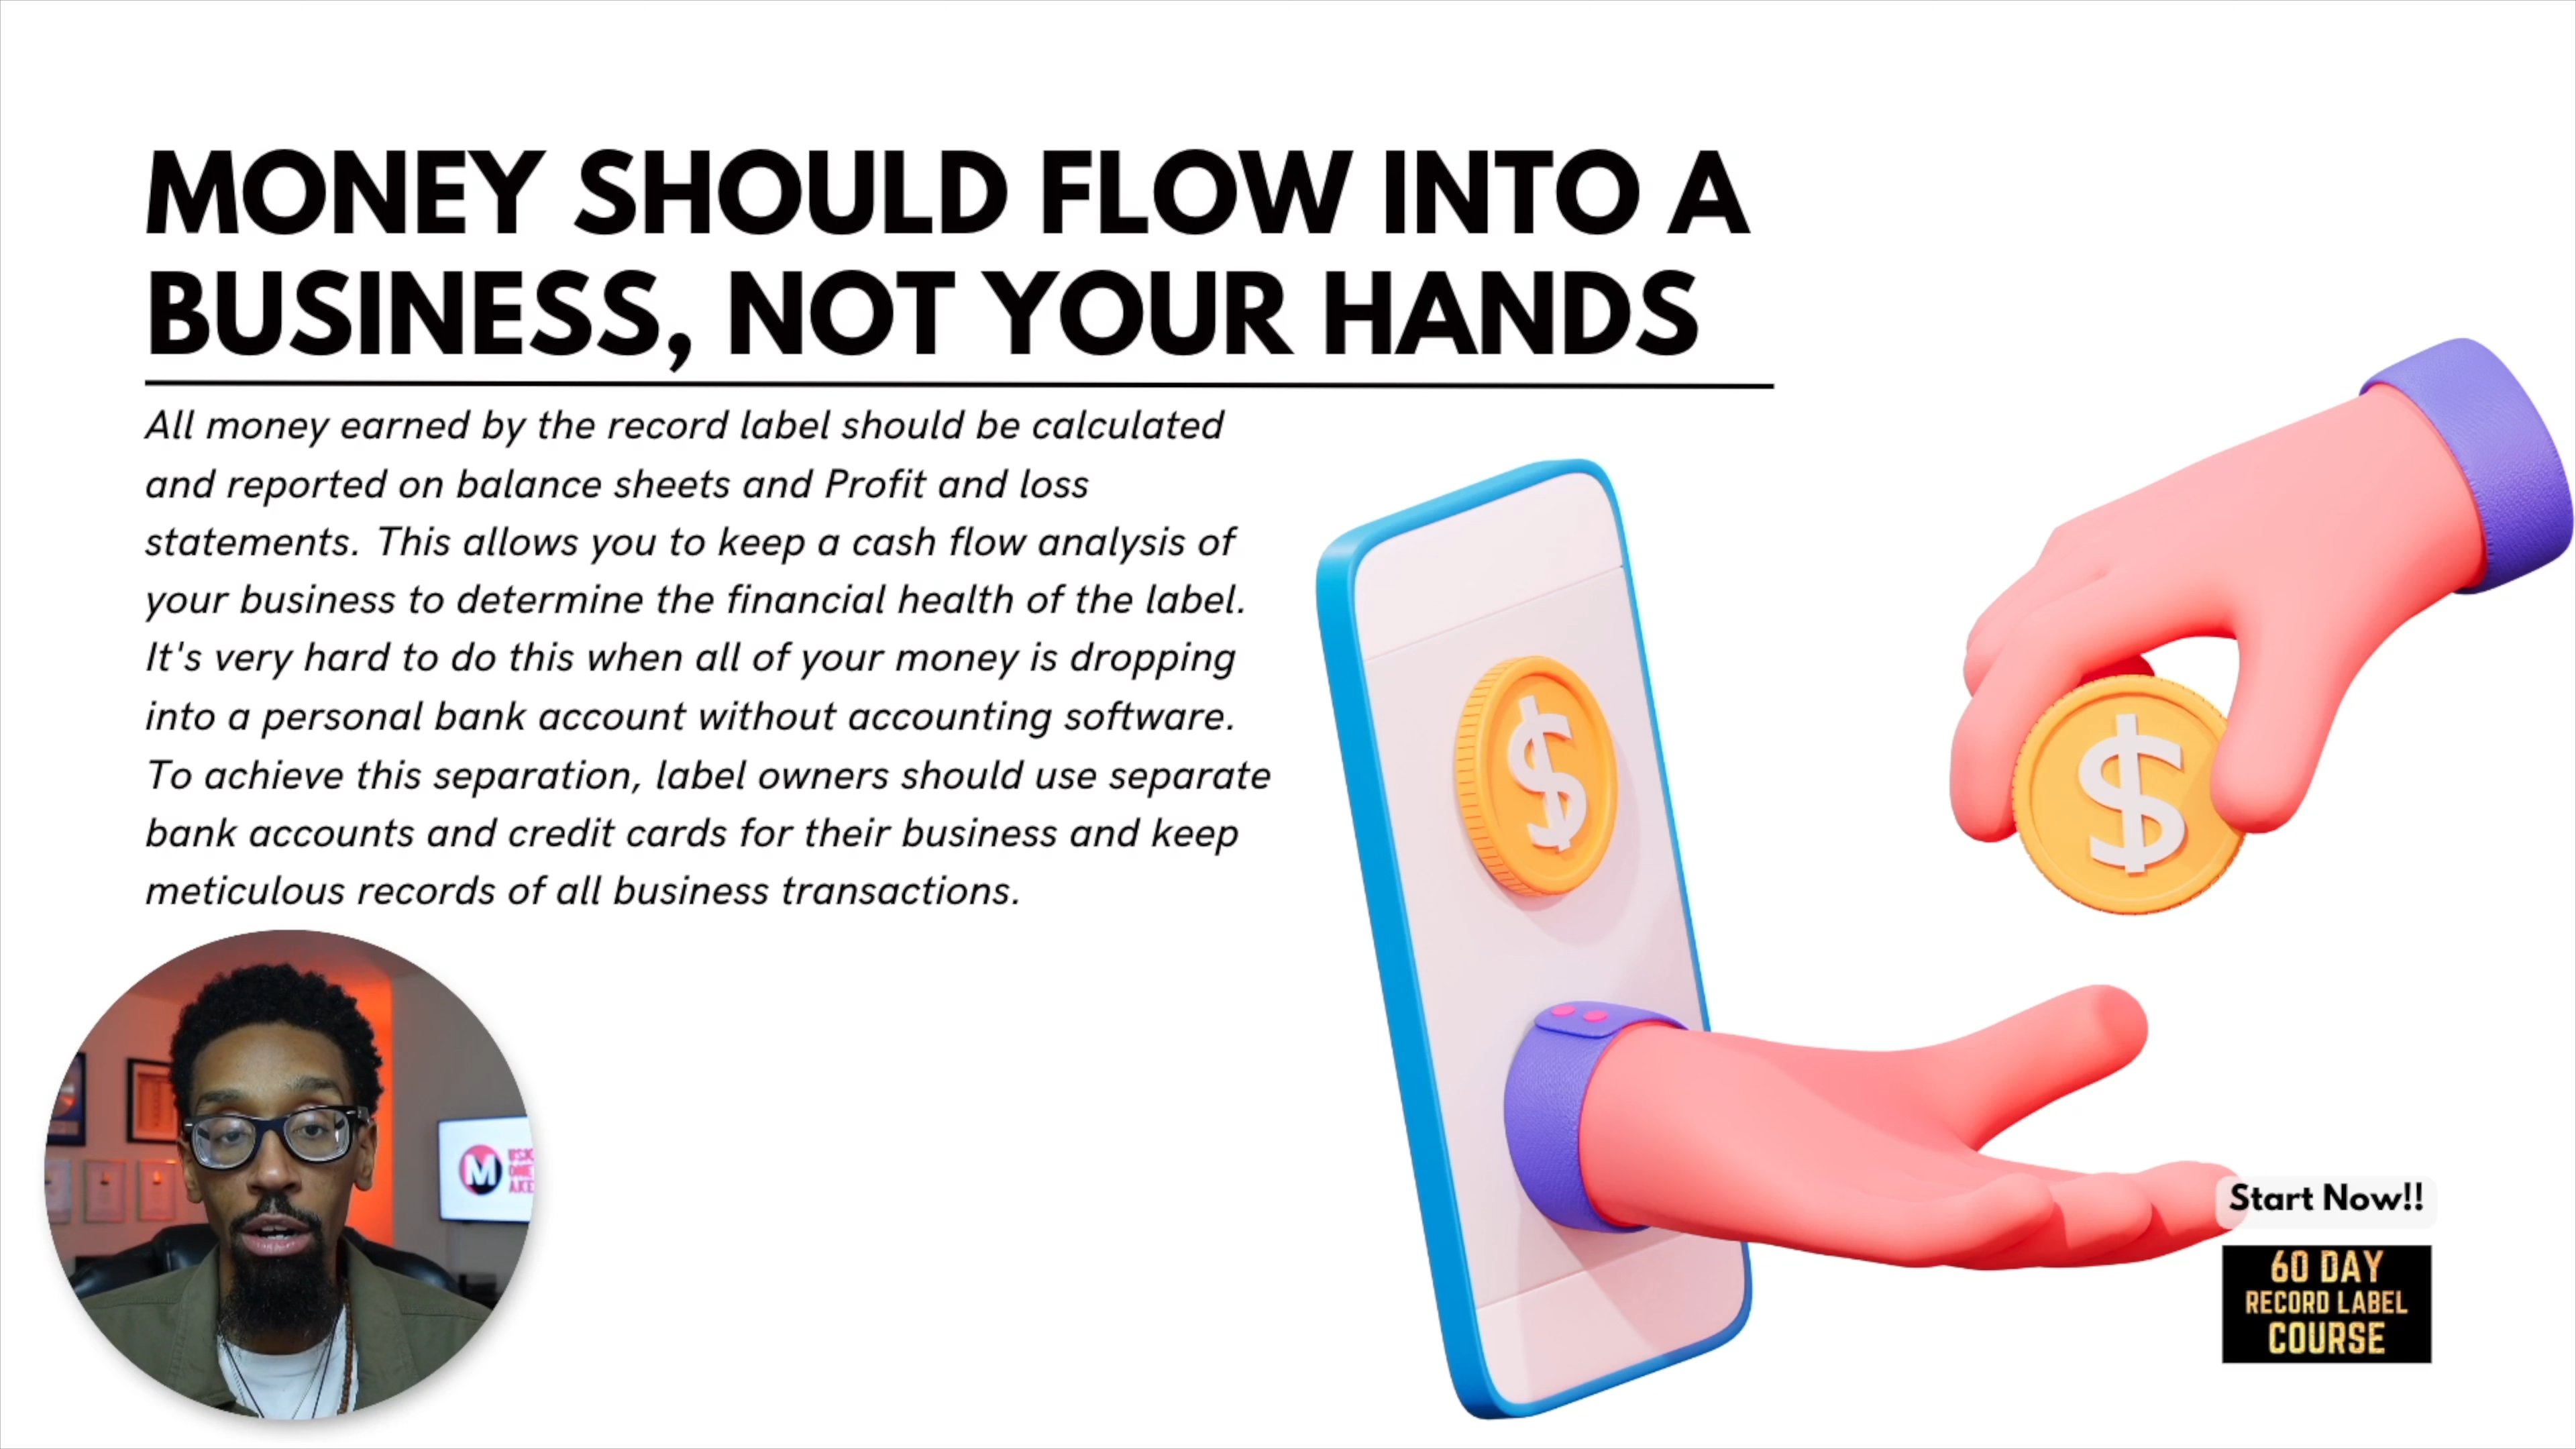 MONEY SHOULD FLOW INTO A
BUSINESS, NOT YOUR HANDS
All money earned by the record label should be calculated
and reported on balance sheets and Profit and loss
statements. This allows you to keep a cash flow analysis of
your business to determine the financial health of the label.
It's very hard to do this when all of your money is dropping
into a personal bank account without accounting software.
To achieve this separation, label owners should use separate
bank accounts and credit cards for their business and keep
meticulous records of all business transactions.
$
$
M
Start Now!!
60 DAY
RECORD LABEL
COURSE